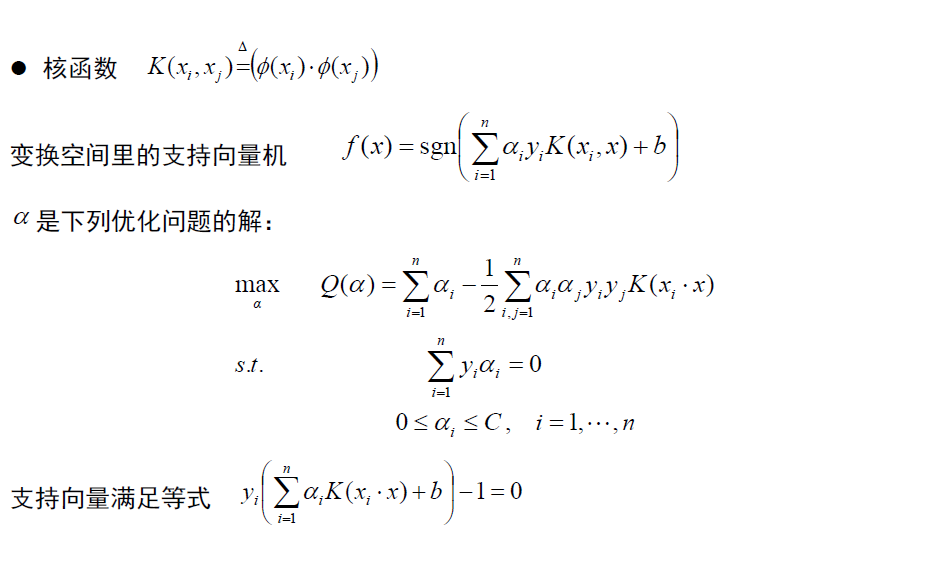 ● 核函数 K(x_i, x_j) ≜ (ϕ(x_i)·ϕ(x_j))
变换空间里的支持向量机 f(x) = sgn(∑_{i=1}^{n} α_i y_i K(x_i, x) + b)
α 是下列优化问题的解：
max_α Q(α) = ∑_{i=1}^{n} α_i − 1/2 ∑_{i,j=1}^{n} α_i α_j y_i y_j K(x_i · x)
s.t. ∑_{i=1}^{n} y_i α_i = 0
0 ≤ α_i ≤ C, i = 1,⋯,n
支持向量满足等式 y_i(∑_{i=1}^{n} α_i K(x_i · x) + b) − 1 = 0